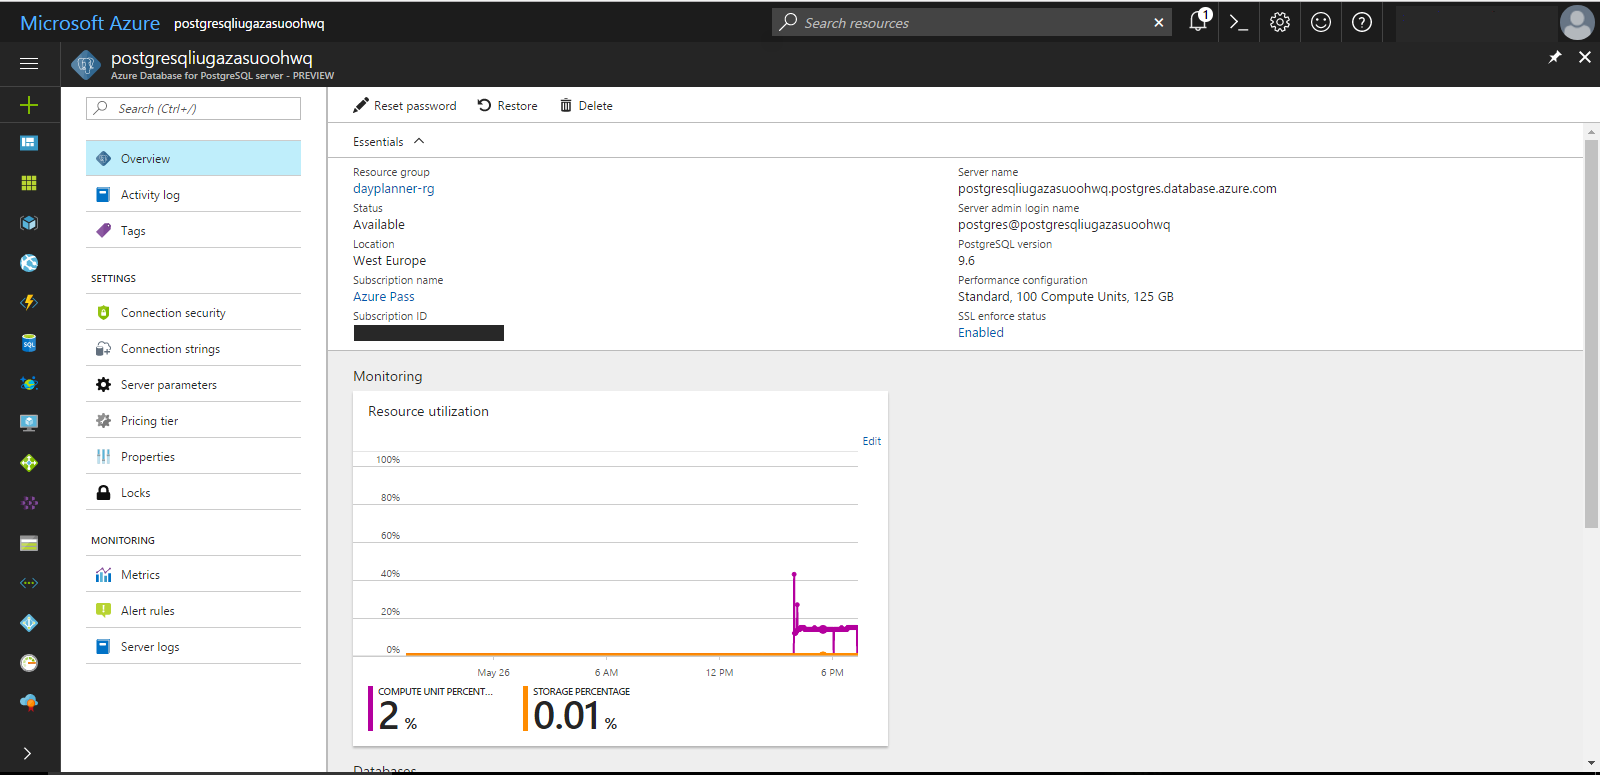 Microsoft Azure postgresqliugazasuoohwq
Search resources
1
postgresqliugazasuoohwq
Azure Database for PostgreSQL server - PREVIEW
Search (Ctrl+/)
Overview
Activity log
Tags
SETTINGS
Connection security
Connection strings
Server parameters
Pricing tier
Properties
Locks
MONITORING
Metrics
Alert rules
Server logs
Reset password Restore Delete
Essentials
Resource group
dayplanner-rg
Status
Available
Location
West Europe
Subscription name
Azure Pass
Subscription ID
Server name
postgresqliugazasuoohwq.postgres.database.azure.com
Server admin login name
postgres@postgresqliugazasuoohwq
PostgreSQL version
9.6
Performance configuration
Standard, 100 Compute Units, 125 GB
SSL enforce status
Enabled
Monitoring
Resource utilization
Edit
100%
80%
60%
40%
20%
0%
May 26 6 AM 12 PM 6 PM
COMPUTE UNIT PERCENT...
2 %
STORAGE PERCENTAGE
0.01 %
Databases
SQL